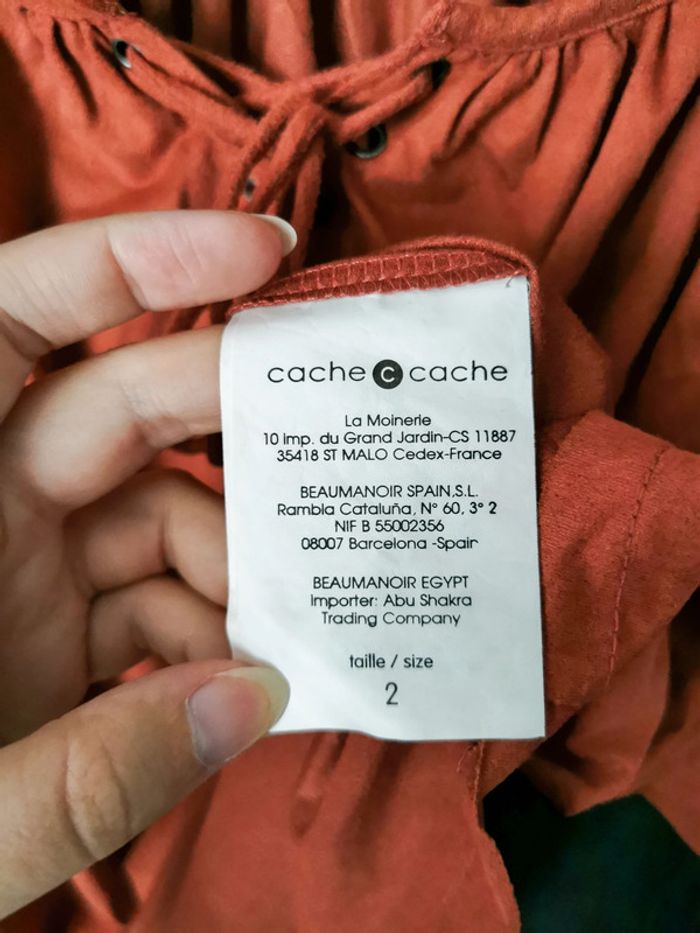 cache c cache
La Moinerie
10 imp. du Grand Jardin-CS 11887
35418 ST MALO Cedex-France
BEAUMANOIR SPAIN,S.L.
Rambla Cataluña, N° 60, 3° 2
NIF B 55002356
08007 Barcelona -Spain
BEAUMANOIR EGYPT
Importer: Abu Shakra
Trading Company
taille / size
2